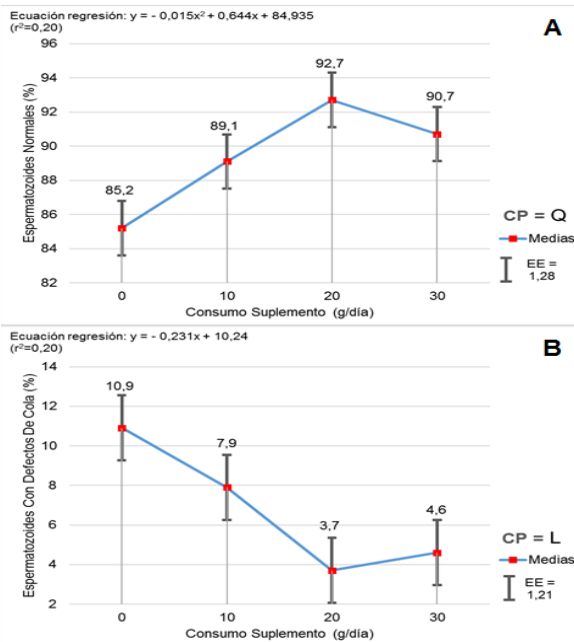 Ecuación regresión: y = - 0,015x² + 0,644x + 84,935
(r²=0,20)
A
96
94
92
90
88
86
84
82
Espermatozoides Normales (%)
85,2
89,1
92,7
90,7
0
10
20
30
Consumo Suplemento (g/día)
CP = Q
Medias
EE =
1,28
Ecuación regresión: y = - 0,231x + 10,24
(r²=0,20)
B
14
12
10
8
6
4
2
Espermatozoides Con Defectos De Cola (%)
10,9
7,9
3,7
4,6
0
10
20
30
Consumo Suplemento (g/día)
CP = L
Medias
EE =
1,21